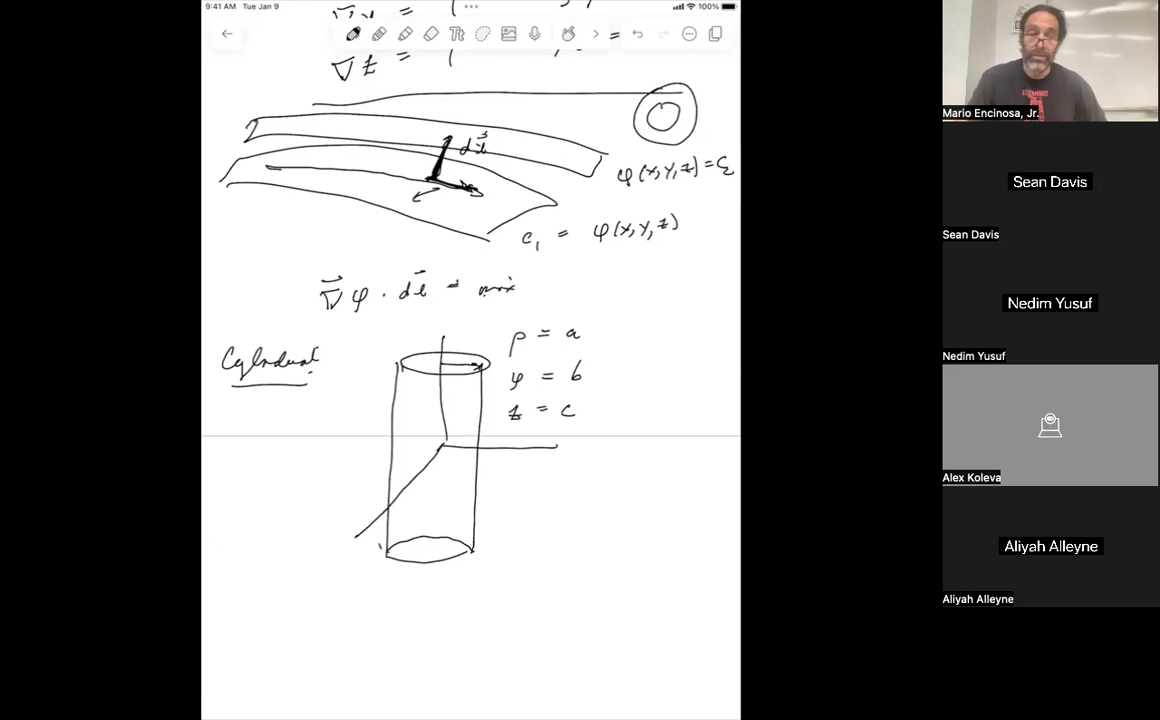 9:41 AM Tue Jan 9
100%
∇z = (
dl⃗
φ(x,y,z) = c₂
c₁ = φ(x,y,z)
∇⃗φ · dl⃗ = max
Cylindrical
ρ = a
φ = b
z = c
Mario Encinosa, Jr.
Sean Davis
Sean Davis
Nedim Yusuf
Nedim Yusuf
Alex Koleva
Aliyah Alleyne
Aliyah Alleyne